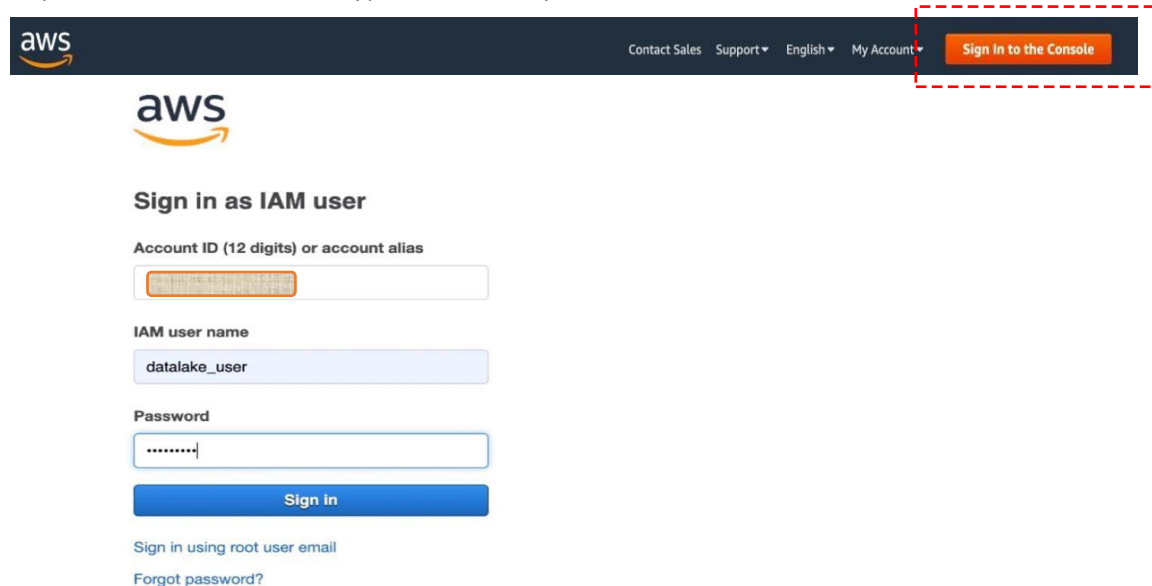 aws
Contact Sales Support English My Account Sign In to the Console
aws
Sign in as IAM user
Account ID (12 digits) or account alias
IAM user name
datalake_user
Password
•••••••••
Sign in
Sign in using root user email
Forgot password?